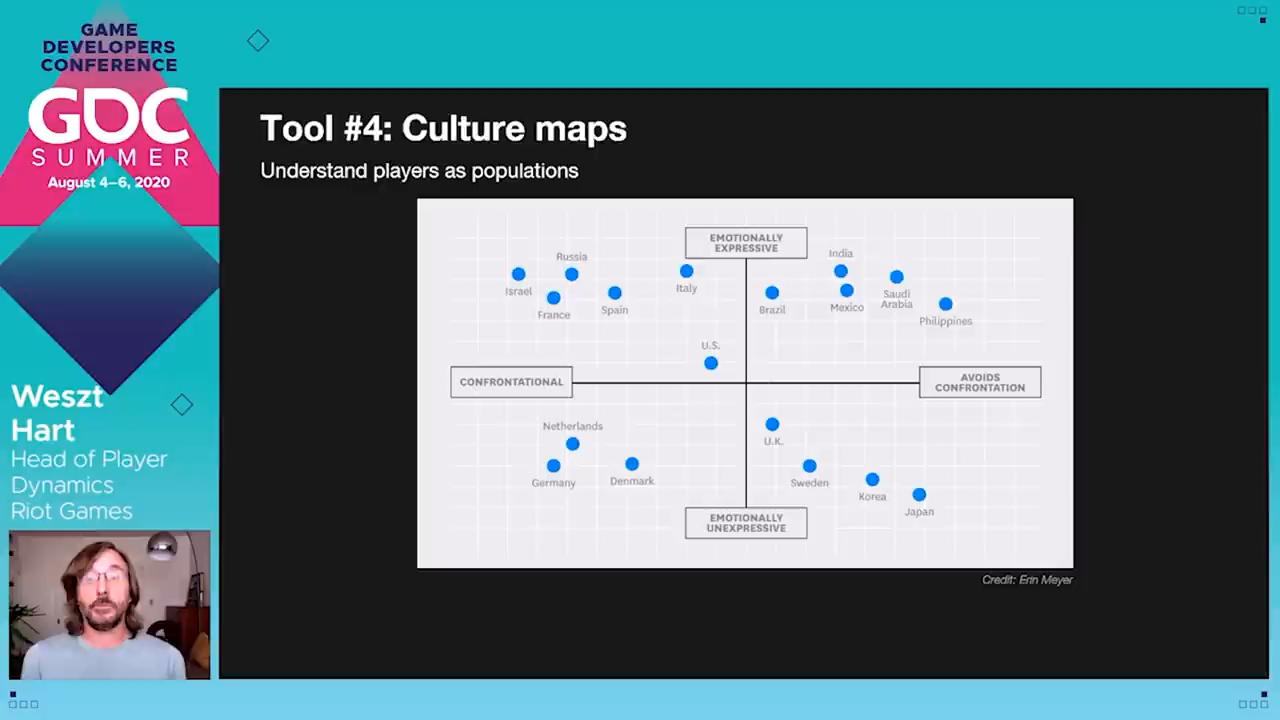 GAME
DEVELOPERS
CONFERENCE
GDC
SUMMER
August 4–6, 2020
Weszt
Hart
Head of Player
Dynamics
Riot Games
Tool #4: Culture maps
Understand players as populations
EMOTIONALLY
EXPRESSIVE
Russia
Israel
France
Spain
Italy
India
Brazil
Mexico
Saudi
Arabia
Philippines
U.S.
CONFRONTATIONAL
AVOIDS
CONFRONTATION
Netherlands
Germany
Denmark
U.K.
Sweden
Korea
Japan
EMOTIONALLY
UNEXPRESSIVE
Credit: Erin Meyer